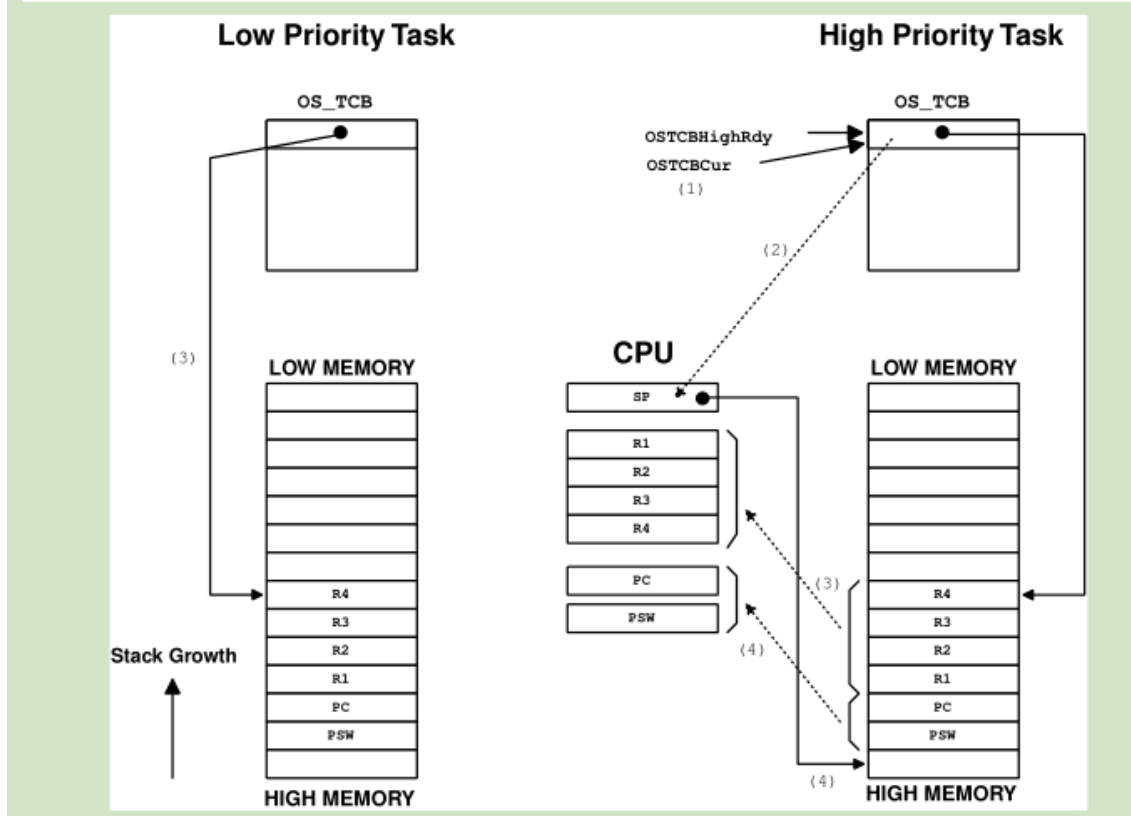 Low Priority Task
High Priority Task
OS_TCB
OS_TCB
OSTCBHighRdy
OSTCBCur
(1)
(2)
(3)
CPU
LOW MEMORY
LOW MEMORY
SP
R1
R2
R3
R4
PC
PSW
(3)
(4)
(4)
R4
R3
R2
R1
PC
PSW
Stack Growth
R4
R3
R2
R1
PC
PSW
HIGH MEMORY
HIGH MEMORY